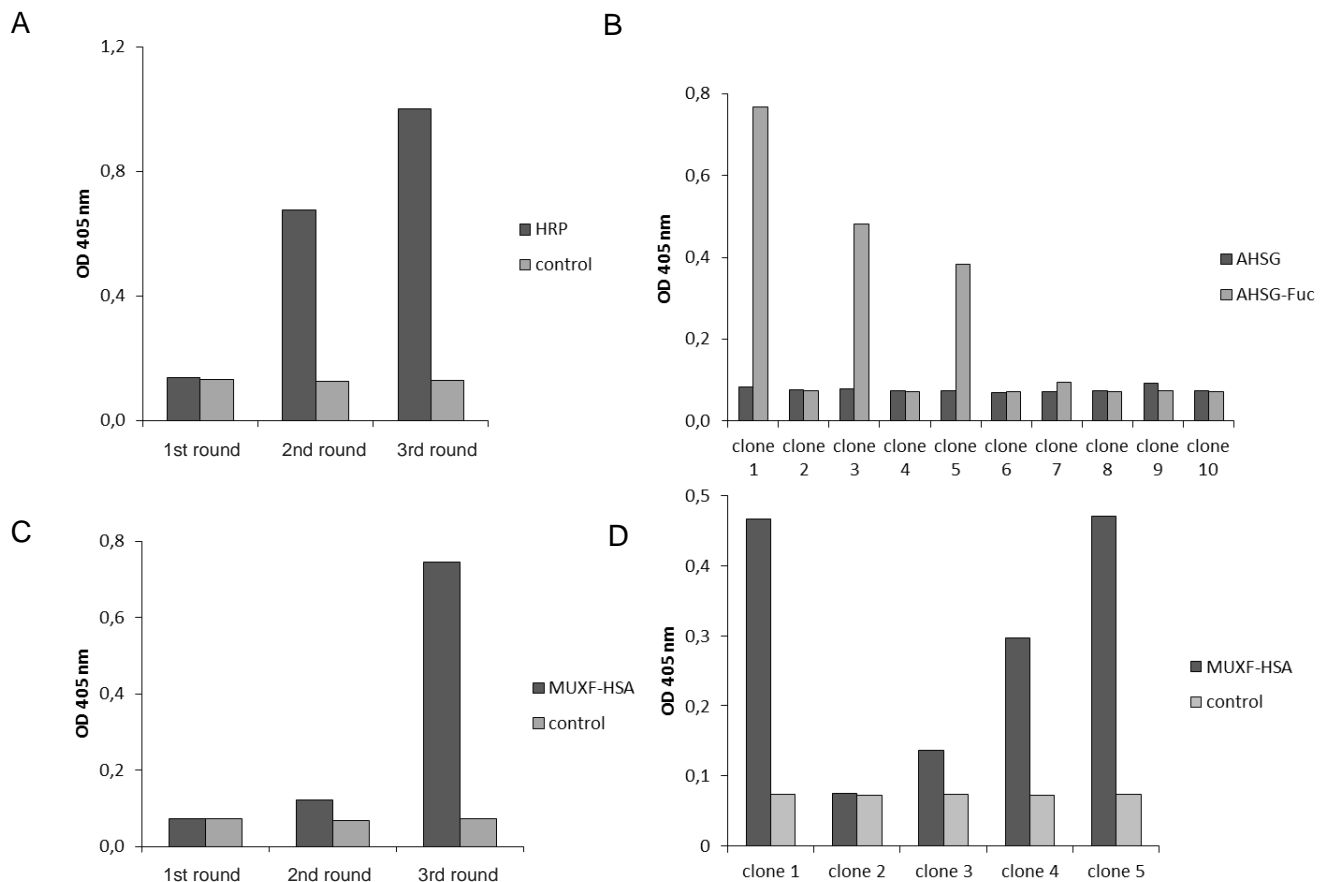 A
1,2
0,8
0,4
0,0
OD 405 nm
1st round
2nd round
3rd round
HRP
control
B
0,8
0,6
0,4
0,2
0,0
OD 405 nm
clone 1
clone 2
clone 3
clone 4
clone 5
clone 6
clone 7
clone 8
clone 9
clone 10
AHSG
AHSG-Fuc
C
0,8
0,6
0,4
0,2
0,0
OD 405 nm
1st round
2nd round
3rd round
MUXF-HSA
control
D
0,5
0,4
0,3
0,2
0,1
0
OD 405 nm
clone 1
clone 2
clone 3
clone 4
clone 5
MUXF-HSA
control